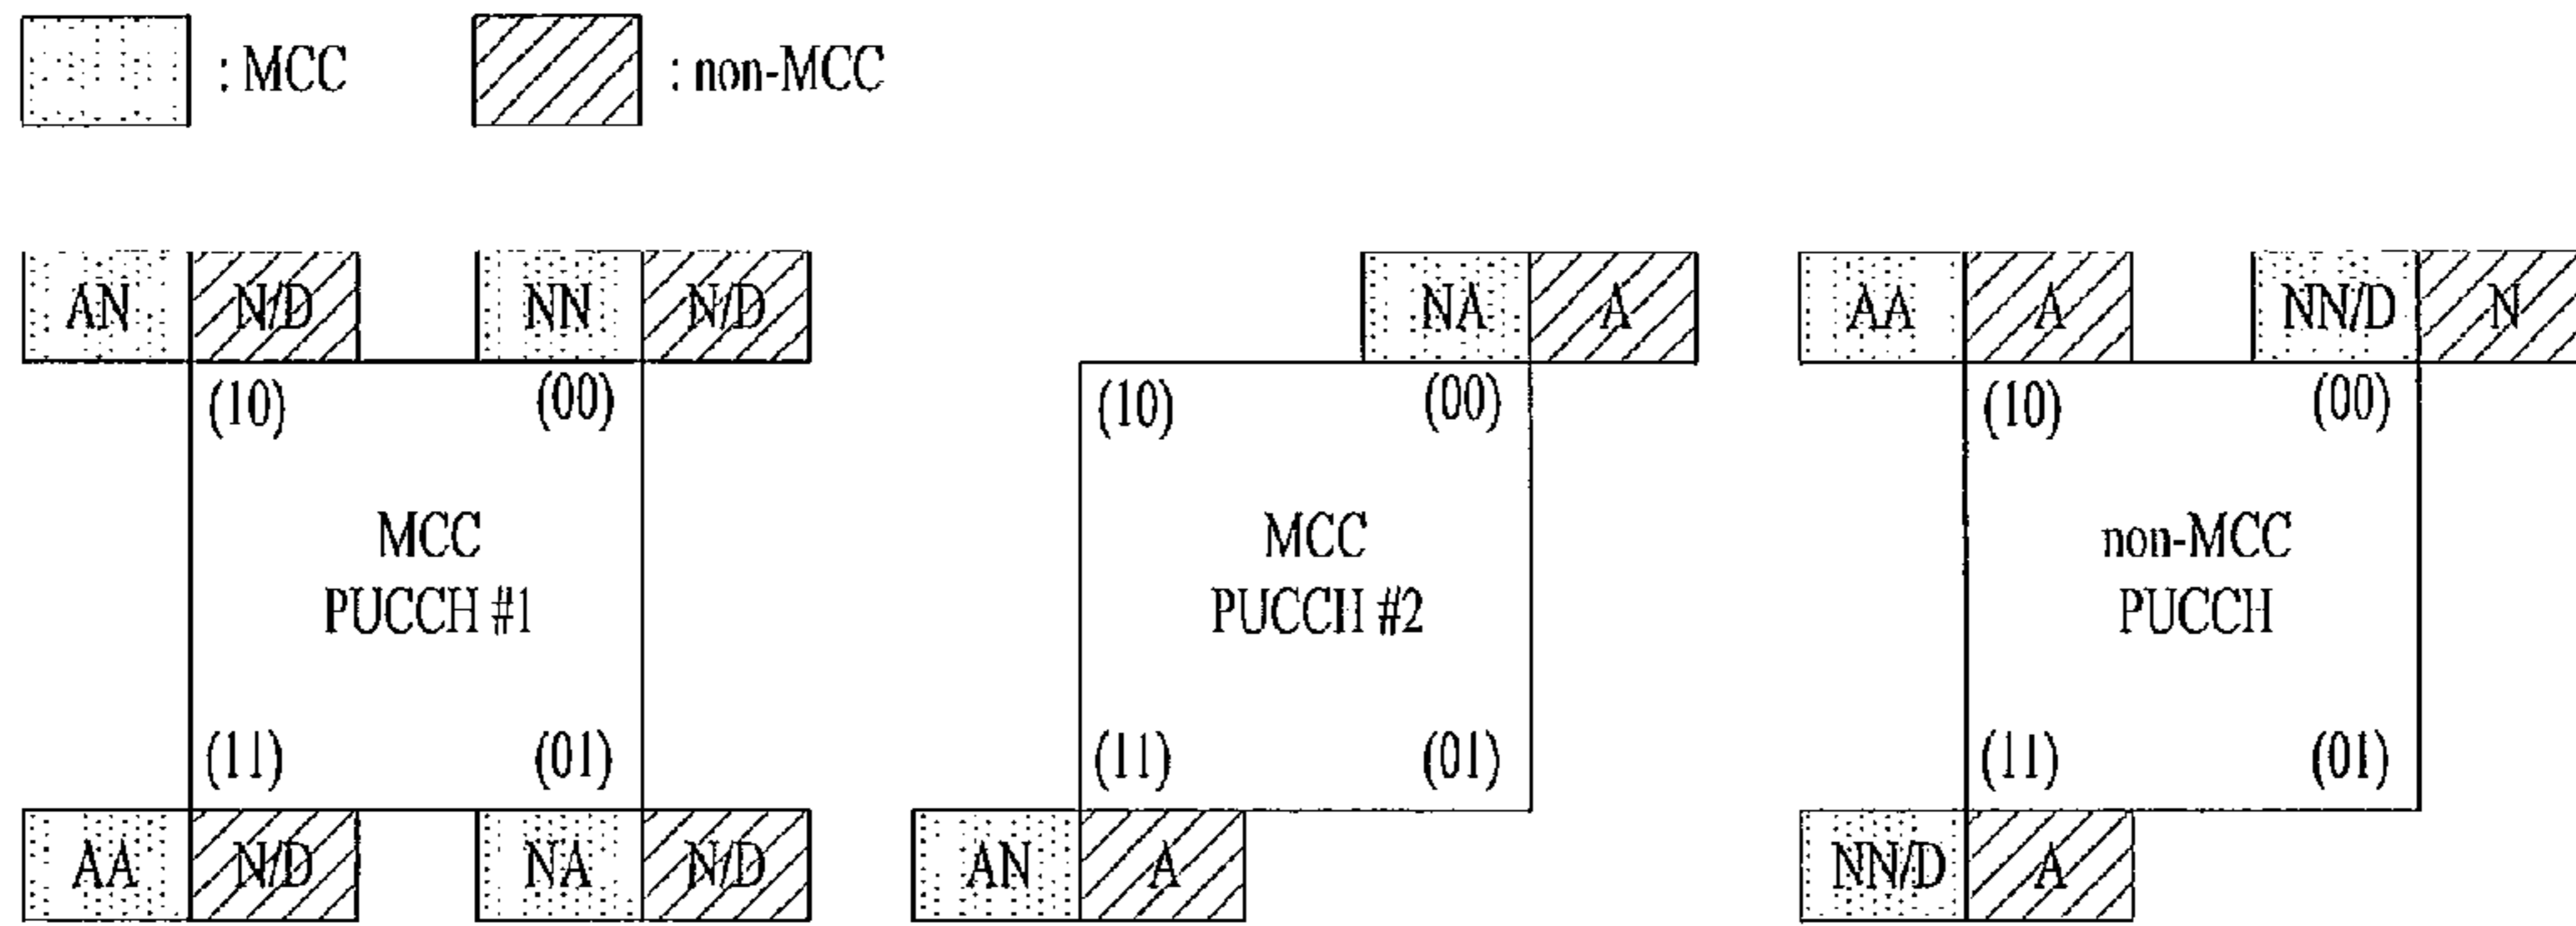 : MCC : non-MCC
AN N/D NN N/D NA A AA A NN/D N
(10) (00) (10) (00) (10) (00)
MCC MCC non-MCC
PUCCH #1 PUCCH #2 PUCCH
(11) (01) (11) (01) (11) (01)
AA N/D NA N/D AN A NN/D A